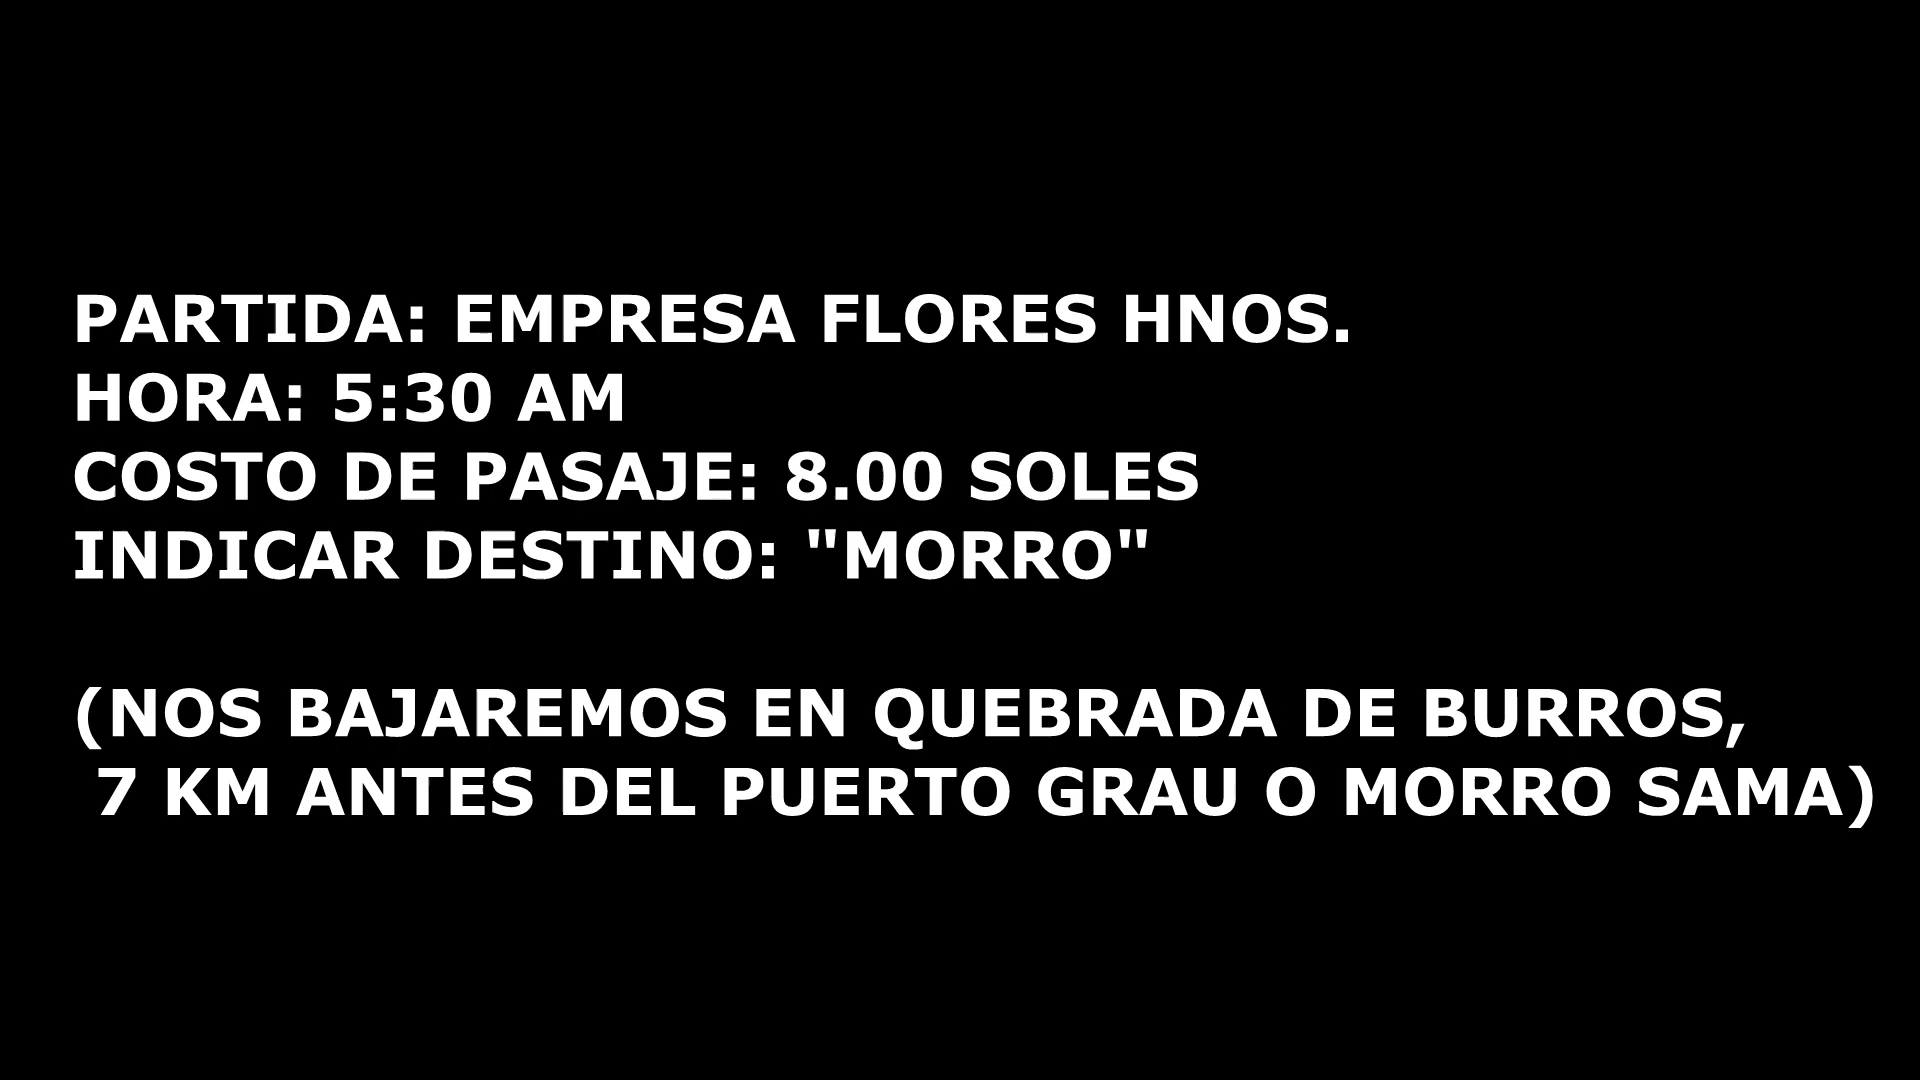 PARTIDA: EMPRESA FLORES HNOS.
HORA: 5:30 AM
COSTO DE PASAJE: 8.00 SOLES
INDICAR DESTINO: "MORRO"
(NOS BAJAREMOS EN QUEBRADA DE BURROS,
7 KM ANTES DEL PUERTO GRAU O MORRO SAMA)